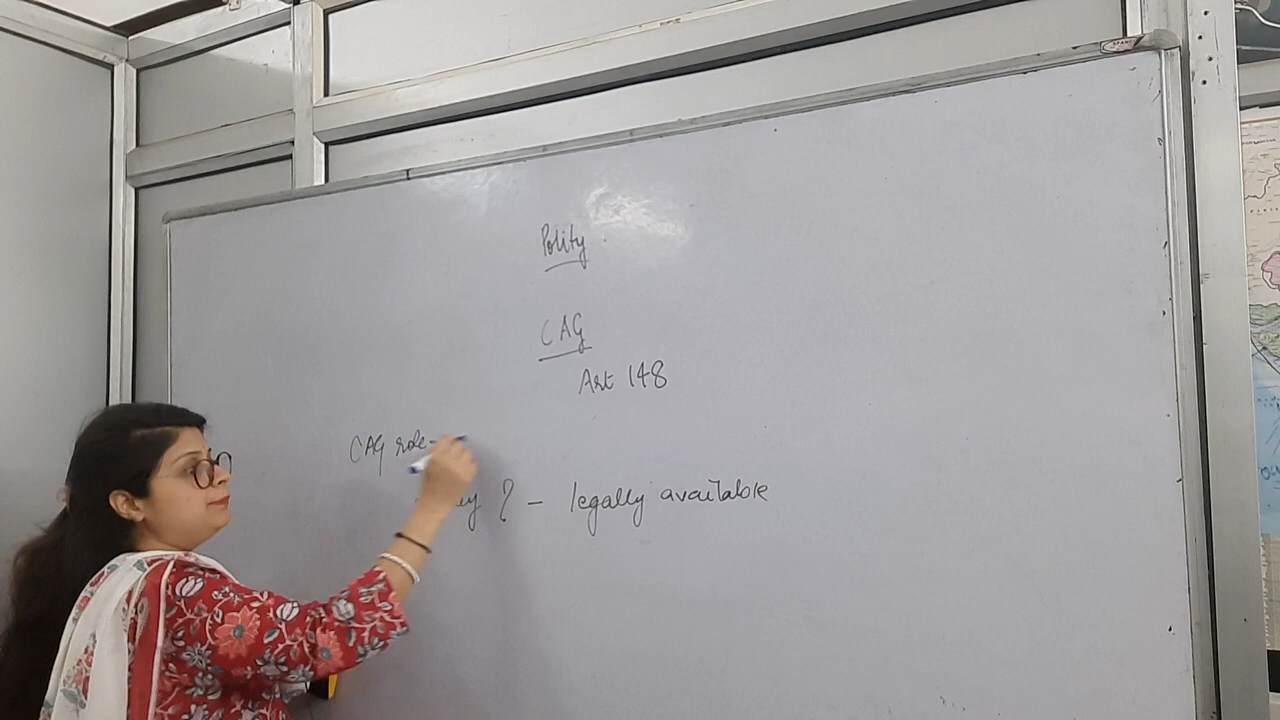 Polity
CAG
Art 148
CAG role-
? - legally available